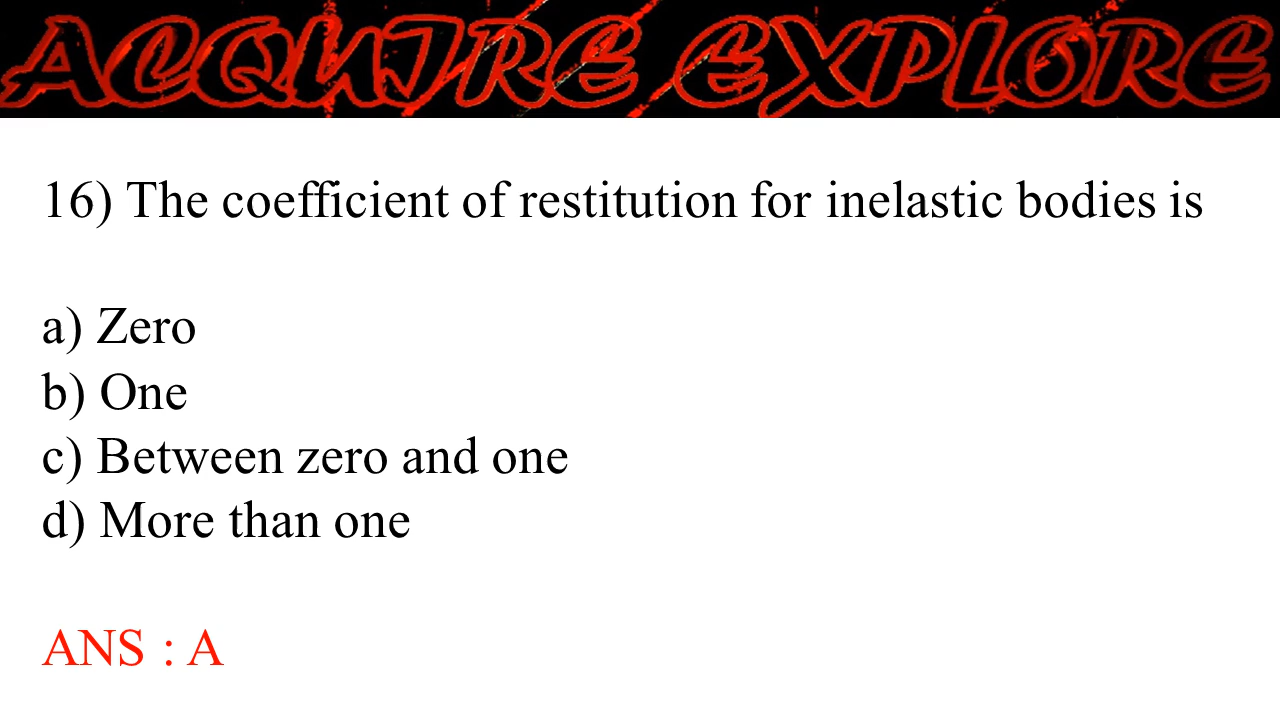 ACQUIRE EXPLORE
16) The coefficient of restitution for inelastic bodies is
a) Zero
b) One
c) Between zero and one
d) More than one
ANS : A